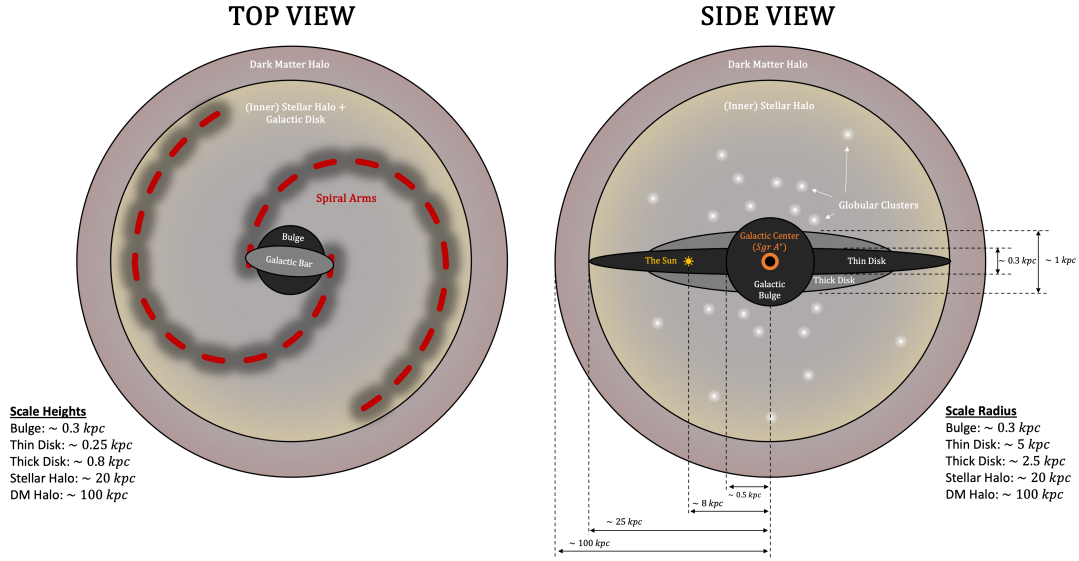 TOP VIEW
Dark Matter Halo
(Inner) Stellar Halo +
Galactic Disk
Spiral Arms
Bulge
Galactic Bar
Scale Heights
Bulge: ~ 0.3 kpc
Thin Disk: ~ 0.25 kpc
Thick Disk: ~ 0.8 kpc
Stellar Halo: ~ 20 kpc
DM Halo: ~ 100 kpc
SIDE VIEW
Dark Matter Halo
(Inner) Stellar Halo
Globular Clusters
Galactic Center
(Sgr A*)
The Sun
Thin Disk
Thick Disk
Galactic
Bulge
~ 0.3 kpc
~ 1 kpc
~ 0.5 kpc
~ 8 kpc
~ 25 kpc
~ 100 kpc
Scale Radius
Bulge: ~ 0.3 kpc
Thin Disk: ~ 5 kpc
Thick Disk: ~ 2.5 kpc
Stellar Halo: ~ 20 kpc
DM Halo: ~ 100 kpc